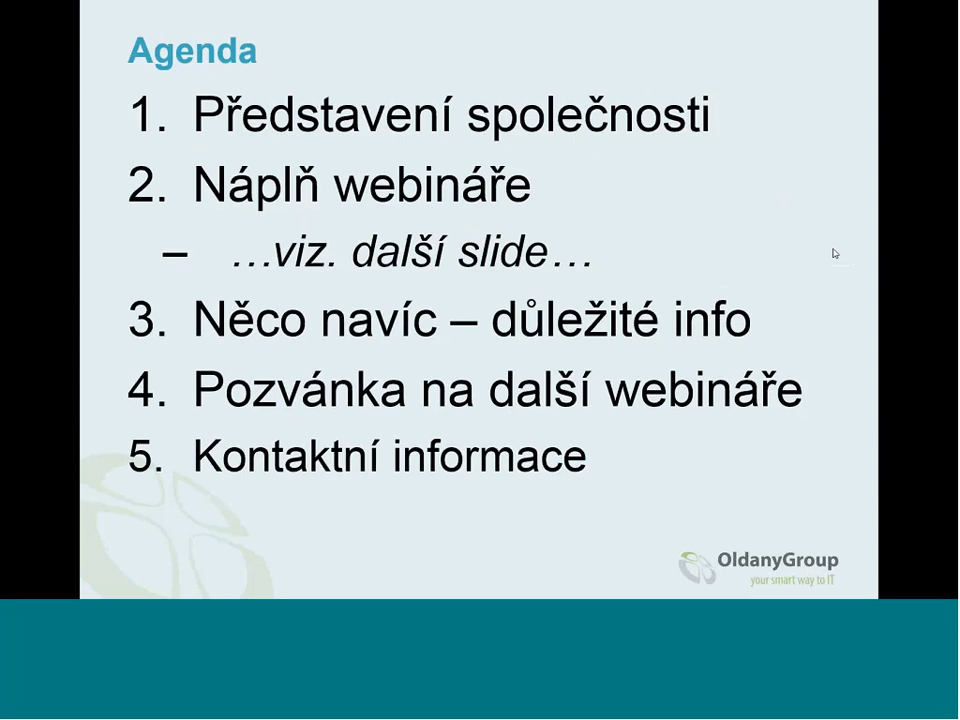 Agenda
1. Představení společnosti
2. Náplň webináře
– …viz. další slide…
3. Něco navíc – důležité info
4. Pozvánka na další webináře
5. Kontaktní informace
OldanyGroup
your smart way to IT